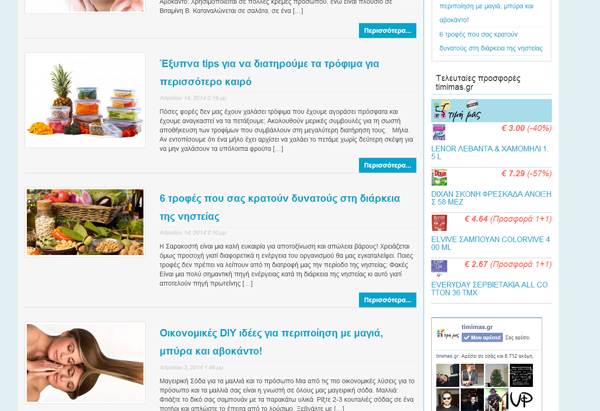 Αβοκάντο: Χρησιμοποιείται σε πολλές κρέμες προσώπου, ενώ είναι πλούσιο σε
Βιταμίνη Β. Καταναλώνεται σε σαλάτα, σε ένα [...]
Περισσότερα...
Έξυπνα tips για να διατηρούμε τα τρόφιμα για
περισσότερο καιρό
Απριλίου 14, 2014 2:18 μμ
Πόσες φορές δεν μας έχουν χαλάσει τρόφιμα που έχουμε αγοράσει πρόσφατα και
έχουμε αναγκαστεί να τα πετάξουμε; Ακολουθούν μερικές συμβουλές για τη σωστή
αποθήκευση των τροφίμων που συμβάλλουν στη μεγαλύτερη διατήρηση τους. Μήλα.
Αν εντοπίσουμε ότι ένα μήλο έχει αρχίσει να χαλάει το πετάμε χωρίς δεύτερη σκέψη για
να μην χαλάσουν τα υπόλοιπα φρούτα [...]
Περισσότερα...
6 τροφές που σας κρατούν δυνατούς στη διάρκεια
της νηστείας
Απριλίου 14, 2014 2:10 μμ
Η Σαρακοστή είναι μια καλή ευκαιρία για αποτοξίνωση και απώλεια βάρους! Χρειάζεται
όμως προσοχή γιατί διαφορετικά η ενέργεια του οργανισμού θα μας εγκαταλείψει. Ποιες
τροφές δεν πρέπει να λείπουν από τη διατροφή μας την περίοδο της νηστείας; Φακές
Είναι μια πολύ σημαντική πηγή ενέργειας κατά τη διάρκεια της νηστείας κι αυτό γιατί
αποτελούν πηγή πρωτεΐνης [...]
Περισσότερα...
Οικονομικές DIY ιδέες για περιποίηση με μαγιά,
μπύρα και αβοκάντο!
Απριλίου 3, 2014 1:48 μμ
Μαγειρική Σόδα για τα μαλλιά και το πρόσωπο Μια από τις πιο οικονομικές λύσεις για το
πρόσωπο και τα μαλλιά σας είναι η γνωστή σε όλους μας μαγειρική σόδα. Μαλλιά:
Φτιάξτε το δικό σας σαμπουάν με τα παρακάτω υλικά. Ρίξτε 2-3 κουταλιές σόδας σε ένα
ποτήρι και απλώστε το έπειτα από το λούσιμο. Ξεβγάλτε με [...]
περιποίηση με μαγιά, μπύρα και
αβοκάντο!
6 τροφές που σας κρατούν
δυνατούς στη διάρκεια της νηστείας
Τελευταίες προσφορές
timimas.gr
τιμή μας
€ 3.00 (-40%)
LENOR ΛΕΒΑΝΤΑ & ΧΑΜΟΜΗΛΙ 1.
5 L
€ 7.29 (-57%)
DIXAN ΣΚΟΝΗ ΦΡΕΣΚΑΔΑ ΑΝΟΙΞΗ
Σ 58 ΜΕΖ
€ 4.64 (Προσφορά 1+1)
ELVIVE ΣΑΜΠΟΥΑΝ COLORVIVE 4
00 ML
€ 2.67 (Προσφορά 1+1)
EVERYDAY ΣΕΡΒΙΕΤΑΚΙΑ ALL CO
TTON 36 ΤΜΧ
timimas.gr
Μου αρέσει! Σας αρέσει.
timimas.gr: Αρέσει σε εσάς και 6.712 ακόμη.
VP